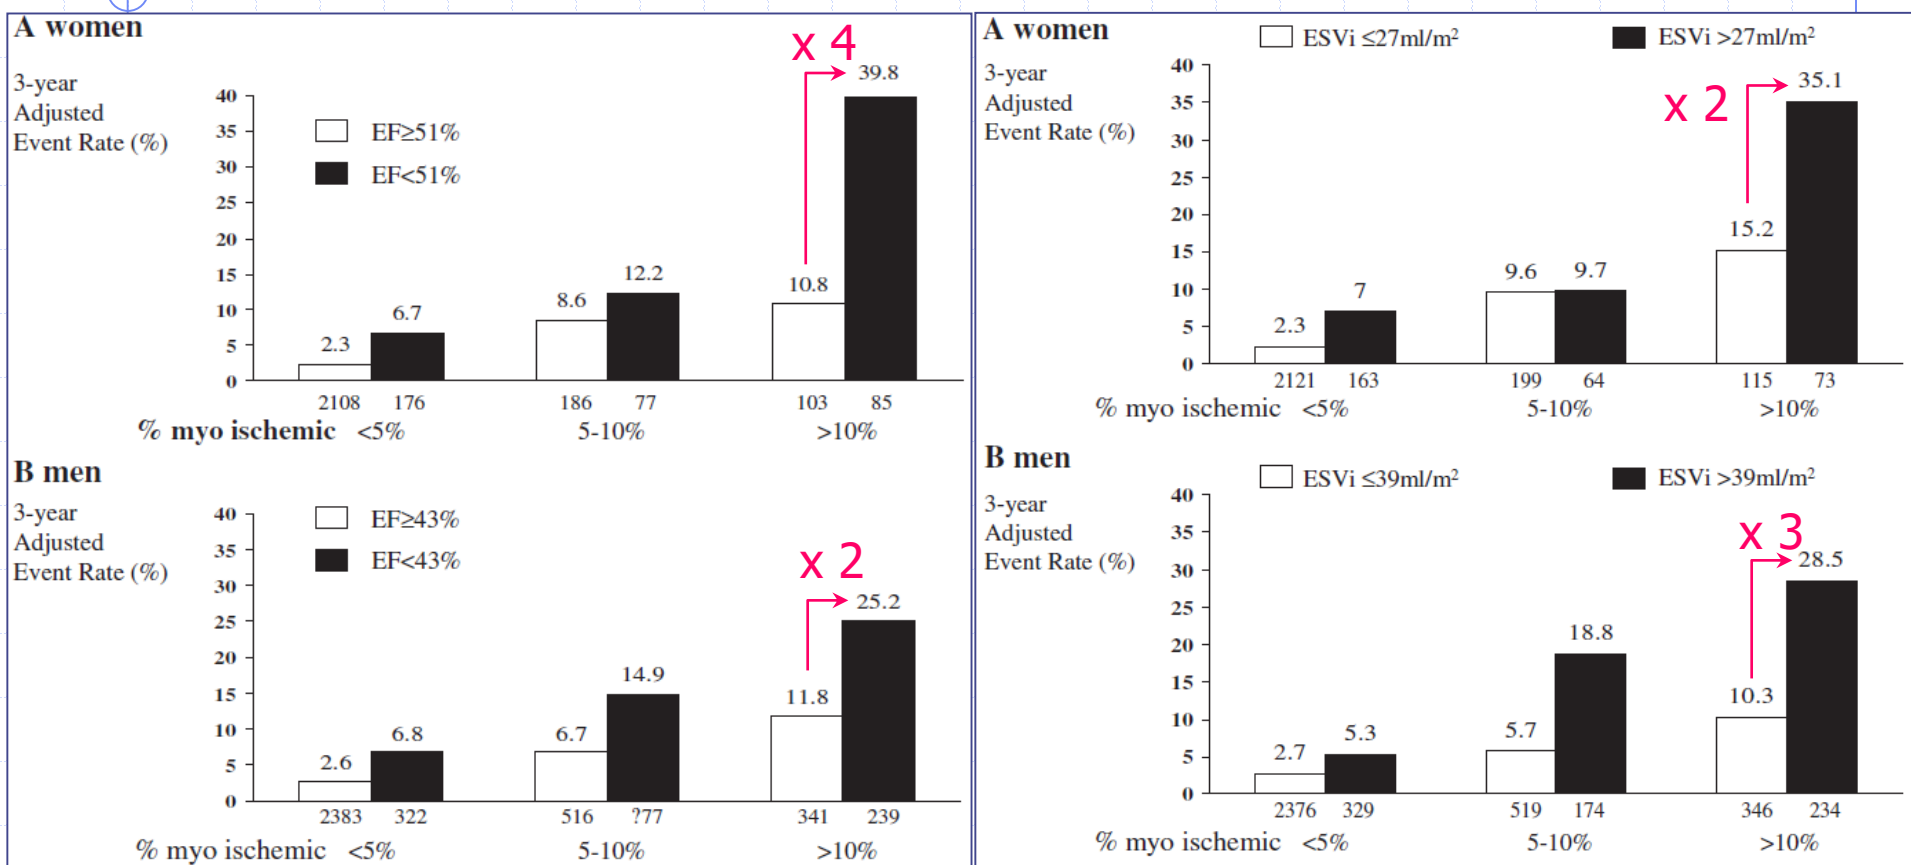 A women
3-year
Adjusted
Event Rate (%)
x 4
EF≥51%
EF<51%
40
35
30
25
20
15
10
5
0
2.3
6.7
8.6
12.2
10.8
39.8
2108 176 186 77 103 85
% myo ischemic <5% 5-10% >10%
B men
3-year
Adjusted
Event Rate (%)
x 2
EF≥43%
EF<43%
40
35
30
25
20
15
10
5
0
2.6
6.8
6.7
14.9
11.8
25.2
2383 322 516 ?77 341 239
% myo ischemic <5% 5-10% >10%
A women
ESVi ≤27ml/m²
ESVi >27ml/m²
3-year
Adjusted
Event Rate (%)
x 2
40
35
30
25
20
15
10
5
0
2.3
7
9.6
9.7
15.2
35.1
2121 163 199 64 115 73
% myo ischemic <5% 5-10% >10%
B men
ESVi ≤39ml/m²
ESVi >39ml/m²
3-year
Adjusted
Event Rate (%)
x 3
40
35
30
25
20
15
10
5
0
2.7
5.3
5.7
18.8
10.3
28.5
2376 329 519 174 346 234
% myo ischemic <5% 5-10% >10%